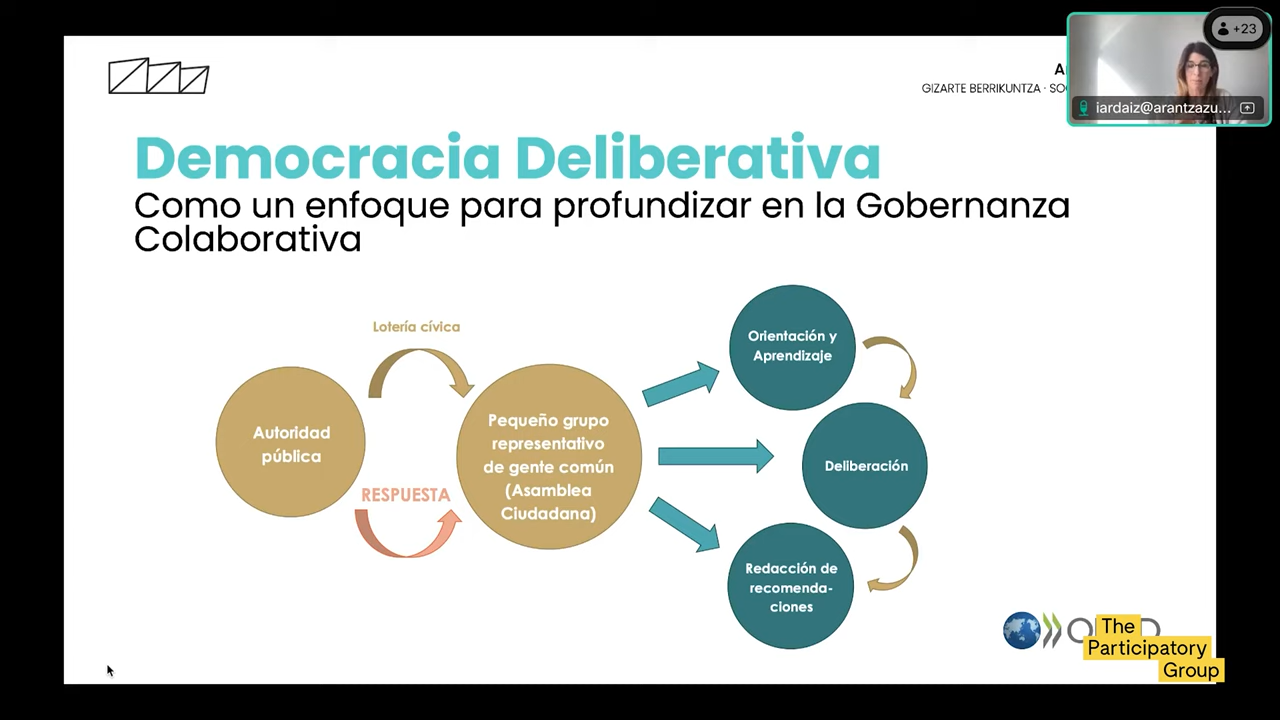 +23
GIZARTE BERRIKUNTZA ·
iardaiz@arantzazu...
Democracia Deliberativa
Como un enfoque para profundizar en la Gobernanza
Colaborativa
Lotería cívica
Autoridad
pública
RESPUESTA
Pequeño grupo
representativo
de gente común
(Asamblea
Ciudadana)
Orientación y
Aprendizaje
Deliberación
Redacción de
recomenda-
ciones
The
Participatory
Group